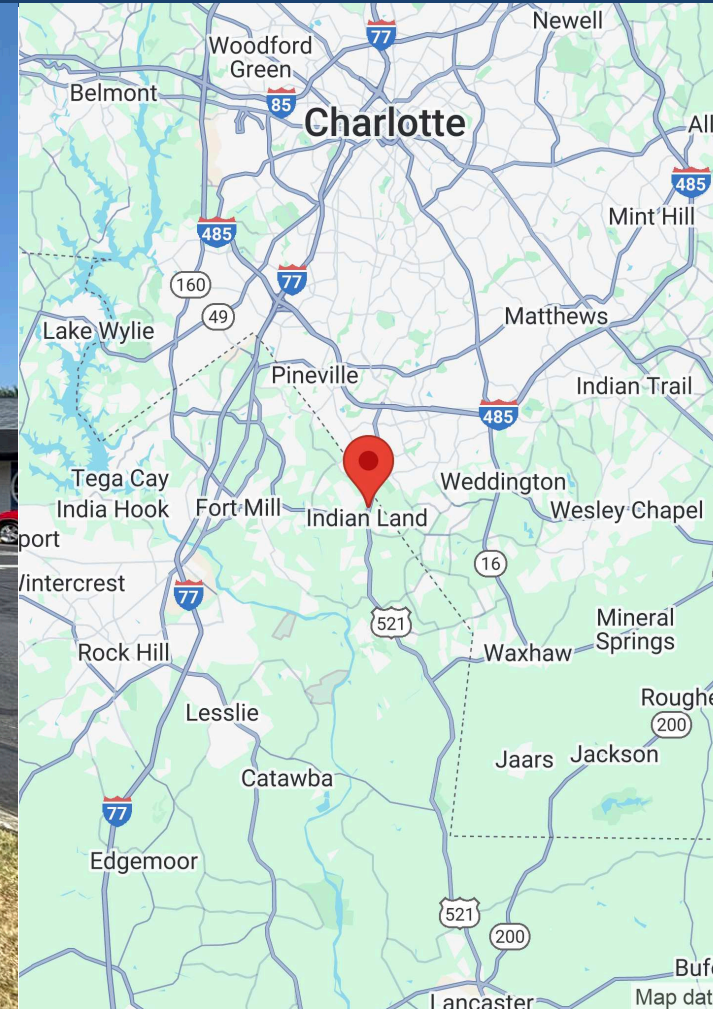 Newell
77
Woodford
Green
Belmont
85
Charlotte
All
485
Mint Hill
485
160
77
49
Matthews
Lake Wylie
Pineville
Indian Trail
485
Tega Cay
Weddington
India Hook
Fort Mill
Wesley Chapel
Indian Land
port
16
Wintercrest
77
521
Mineral
Springs
Rock Hill
Waxhaw
Roughe
Lesslie
200
Jaars
Jackson
Catawba
77
Edgemoor
521
200
Bufo
Lancaster
Map dat